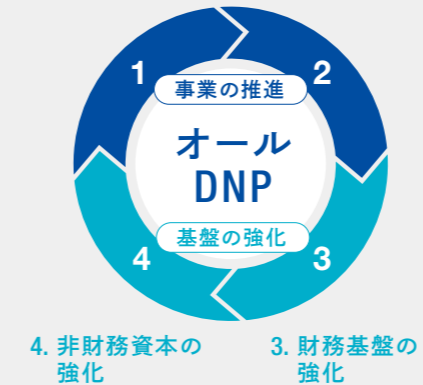 1
2
事業の推進
オール
DNP
基盤の強化
4
3
4. 非財務資本の
強化
3. 財務基盤の
強化